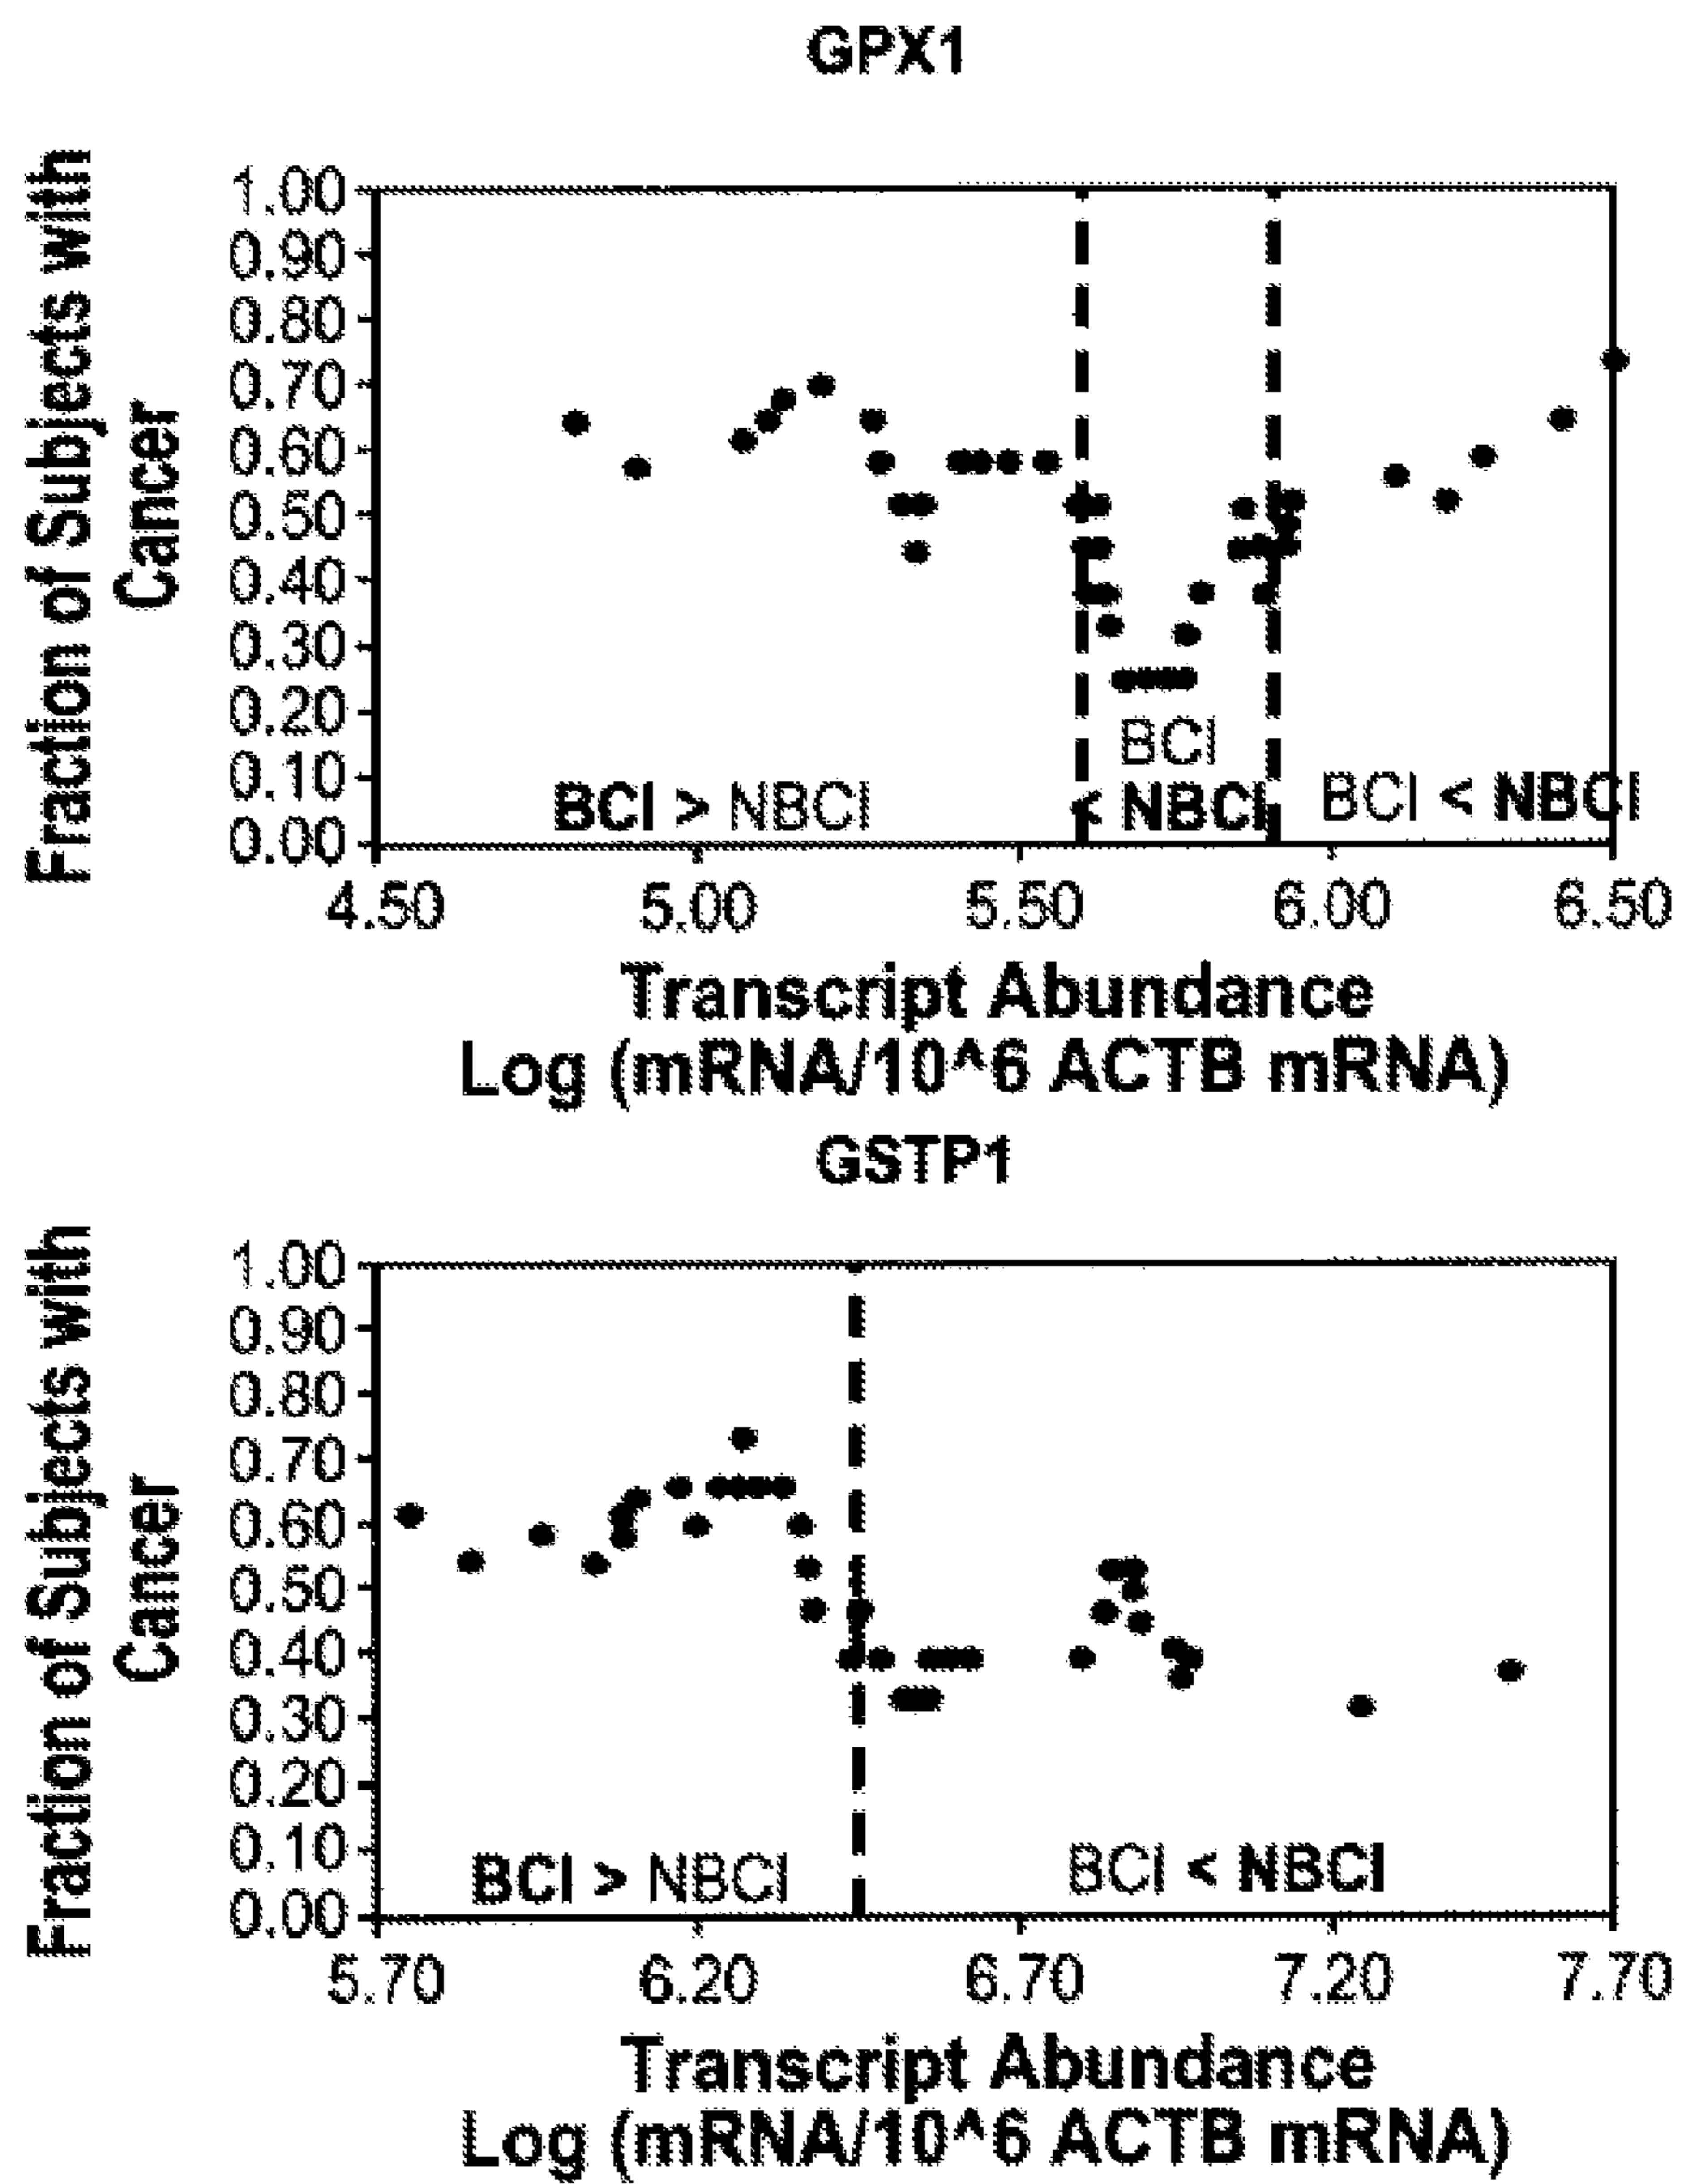 GPX1
Fraction of Subjects with
Cancer
1.00
0.90
0.80
0.70
0.60
0.50
0.40
0.30
0.20
0.10
0.00
BCI > NBCI
BCI
< NBCI
BCI < NBCI
4.50 5.00 5.50 6.00 6.50
Transcript Abundance
Log (mRNA/10^6 ACTB mRNA)
GSTP1
Fraction of Subjects with
Cancer
1.00
0.90
0.80
0.70
0.60
0.50
0.40
0.30
0.20
0.10
0.00
BCI > NBCI
BCI < NBCI
5.70 6.20 6.70 7.20 7.70
Transcript Abundance
Log (mRNA/10^6 ACTB mRNA)